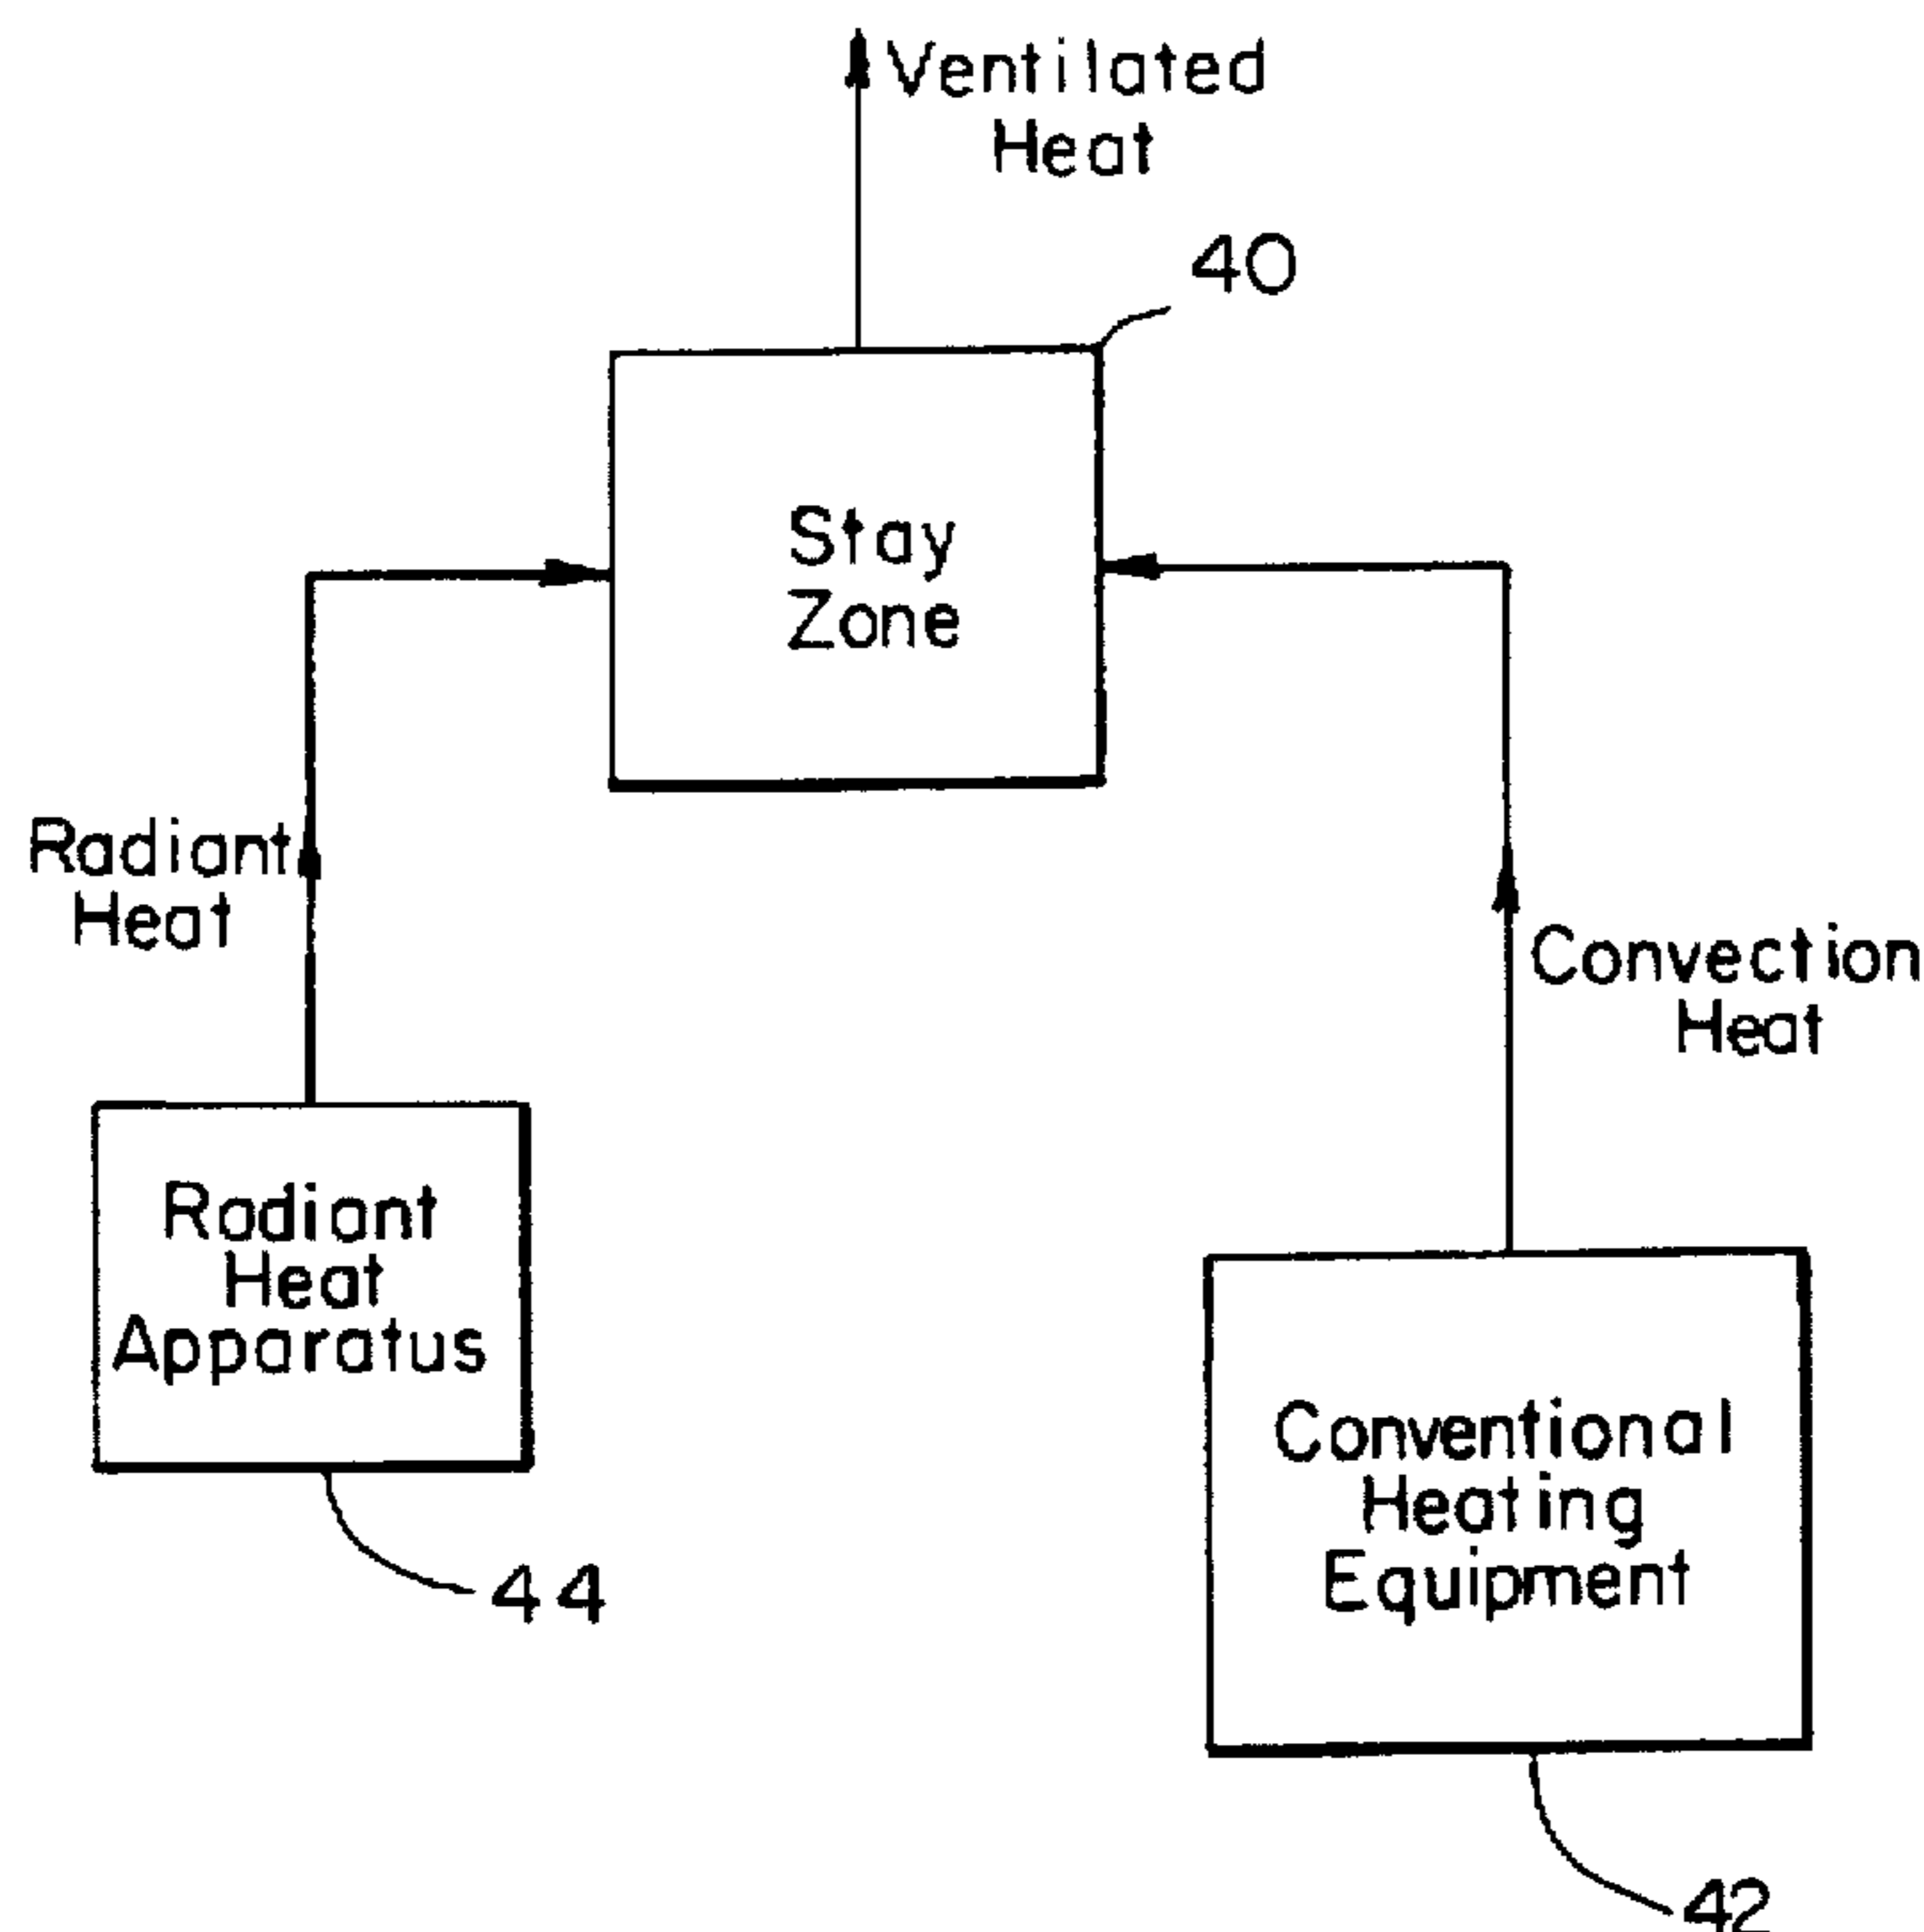 Ventilated
Heat
40
Stay
Zone
Radiant
Heat
Convection
Heat
Radiant
Heat
Apparatus
44
Conventional
Heating
Equipment
42